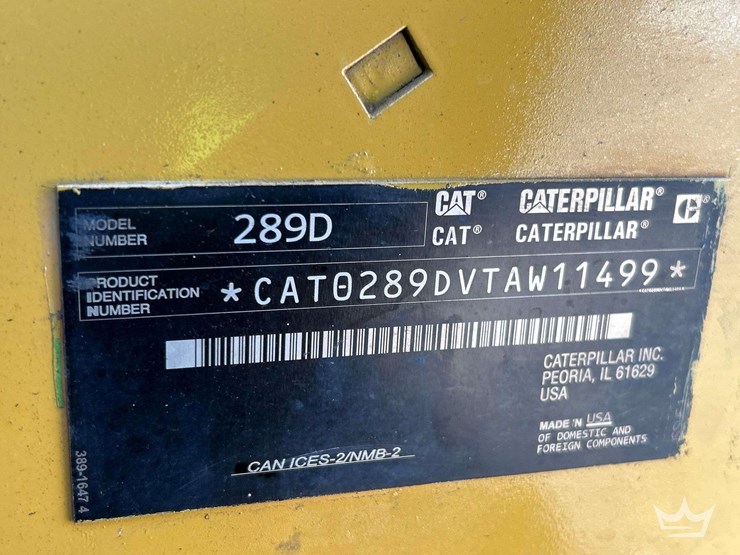 MODEL NUMBER 289D
CAT® CATERPILLAR®
CAT® CATERPILLAR®
PRODUCT IDENTIFICATION NUMBER *CAT0289DVTAW11499*
CATERPILLAR INC.
PEORIA, IL 61629
USA
MADE IN USA
OF DOMESTIC AND
FOREIGN COMPONENTS
CAN ICES-2/NMB-2
389-1647 4